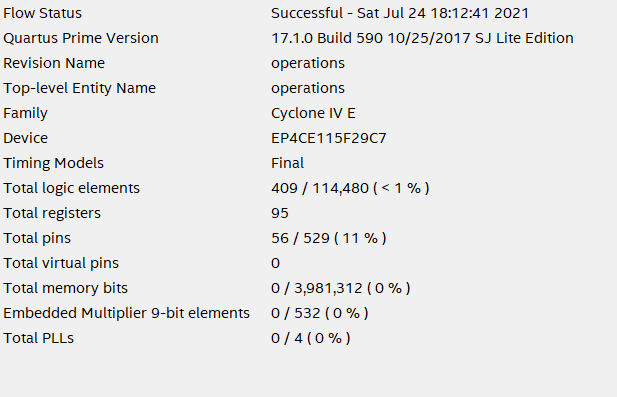 Flow Status Successful - Sat Jul 24 18:12:41 2021
Quartus Prime Version 17.1.0 Build 590 10/25/2017 SJ Lite Edition
Revision Name operations
Top-level Entity Name operations
Family Cyclone IV E
Device EP4CE115F29C7
Timing Models Final
Total logic elements 409 / 114,480 ( < 1 % )
Total registers 95
Total pins 56 / 529 ( 11 % )
Total virtual pins 0
Total memory bits 0 / 3,981,312 ( 0 % )
Embedded Multiplier 9-bit elements 0 / 532 ( 0 % )
Total PLLs 0 / 4 ( 0 % )